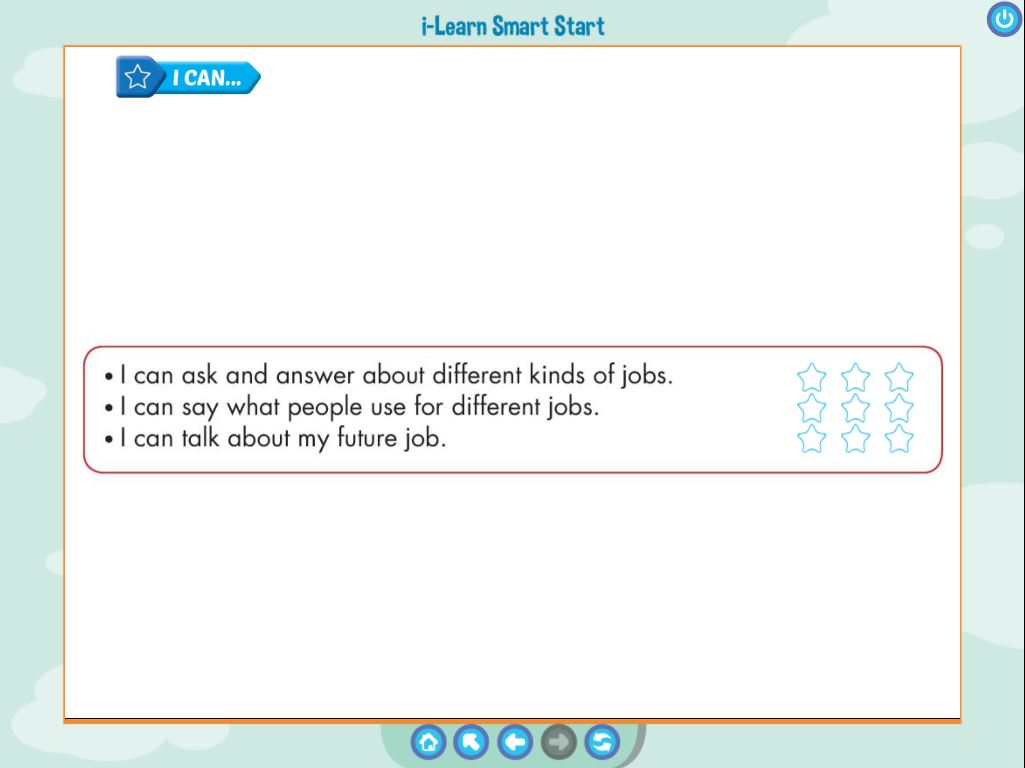 i-Learn Smart Start
I CAN...
• I can ask and answer about different kinds of jobs.
• I can say what people use for different jobs.
• I can talk about my future job.